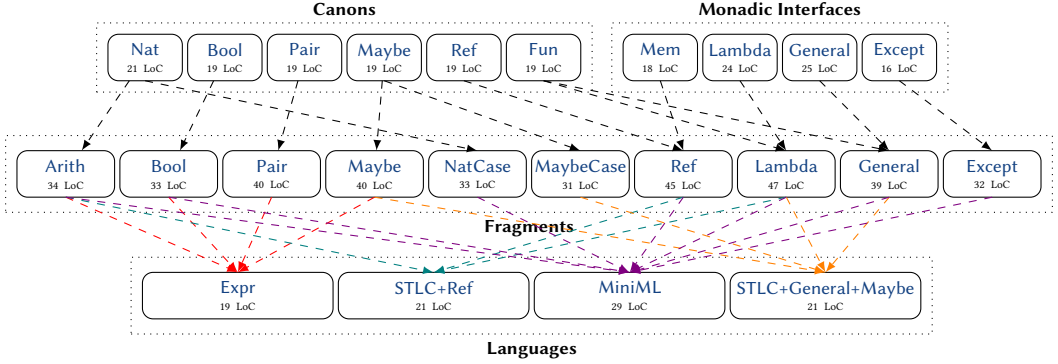 Canons
Monadic Interfaces
Nat
Bool
Pair
Maybe
Ref
Fun
Mem
Lambda
General
Except
21 LoC
19 LoC
19 LoC
19 LoC
19 LoC
19 LoC
18 LoC
24 LoC
25 LoC
16 LoC
Arith
Bool
Pair
Maybe
NatCase
MaybeCase
Ref
Lambda
General
Except
34 LoC
33 LoC
40 LoC
40 LoC
33 LoC
31 LoC
45 LoC
47 LoC
39 LoC
32 LoC
Fragments
Expr
STLC+Ref
MiniML
STLC+General+Maybe
19 LoC
21 LoC
29 LoC
21 LoC
Languages